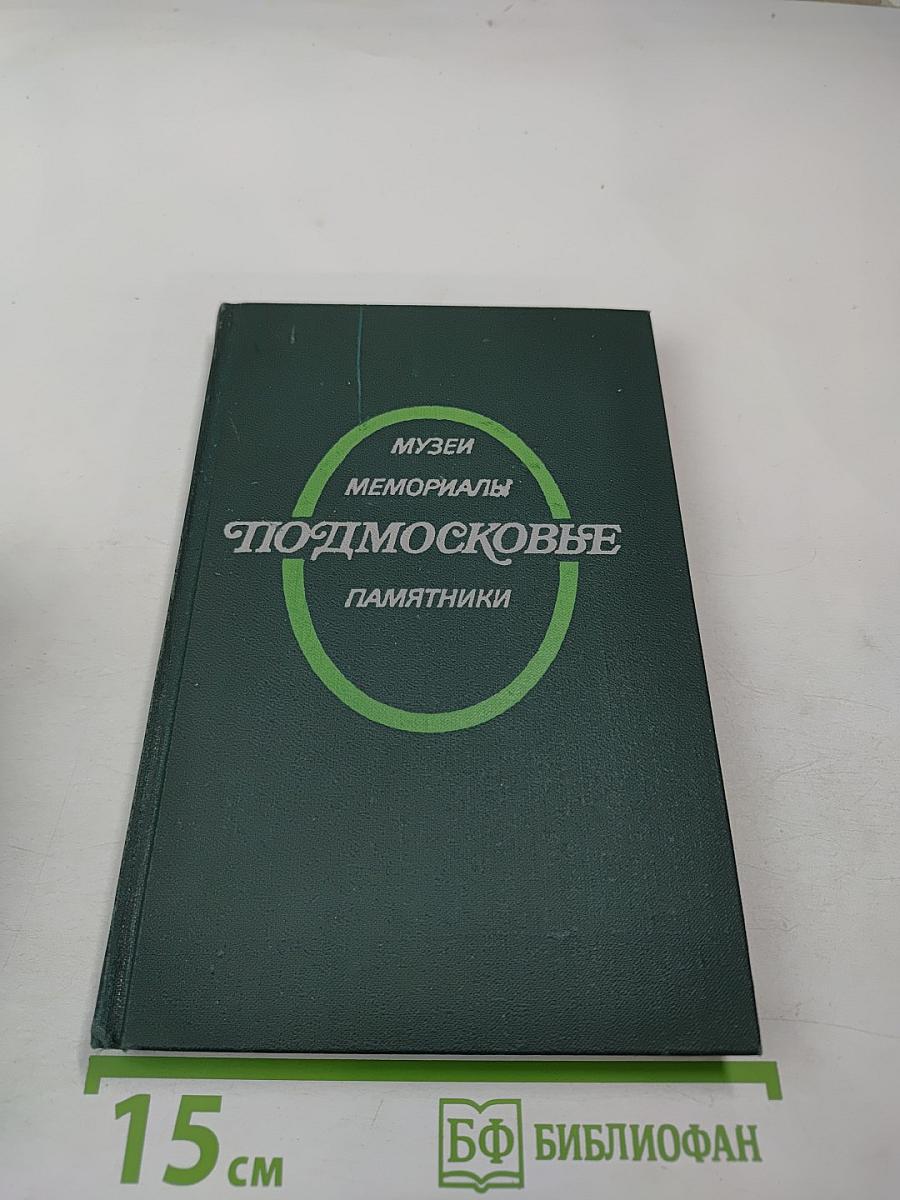 МУЗЕИ
МЕМОРИАЛЫ
ПОДМОСКОВЬЕ
ПАМЯТНИКИ
15 см
БФ БИБЛИОФАН